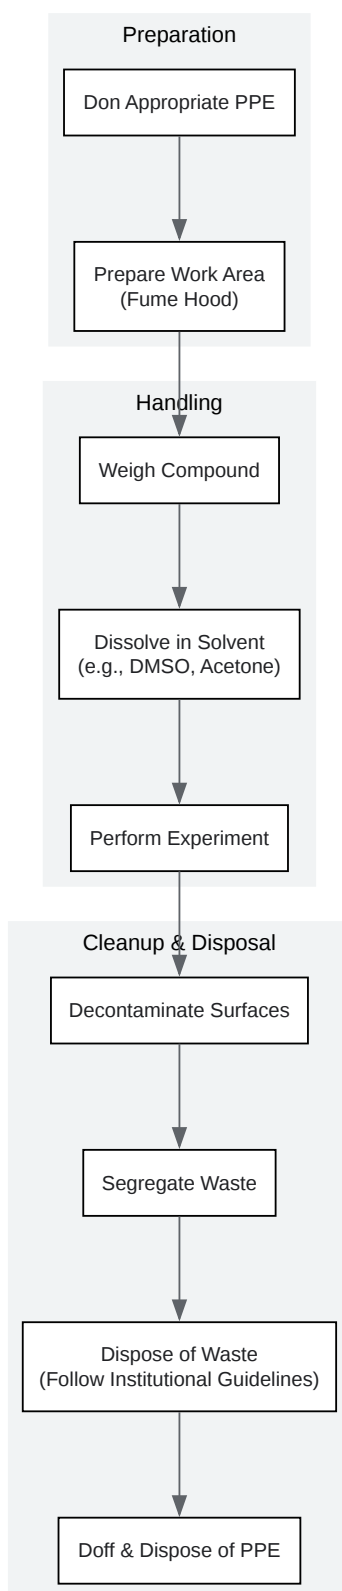 Preparation
Don Appropriate PPE
Prepare Work Area
(Fume Hood)
Handling
Weigh Compound
Dissolve in Solvent
(e.g., DMSO, Acetone)
Perform Experiment
Cleanup & Disposal
Decontaminate Surfaces
Segregate Waste
Dispose of Waste
(Follow Institutional Guidelines)
Doff & Dispose of PPE